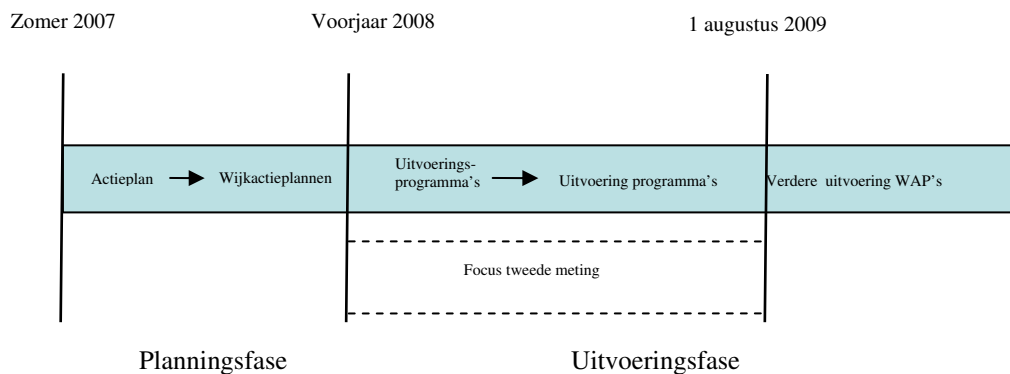 Zomer 2007
Voorjaar 2008
1 augustus 2009
Actieplan
Wijkactieplannen
Uitvoerings-
programma's
Uitvoering programma's
Verdere uitvoering WAP's
Focus tweede meting
Planningsfase
Uitvoeringsfase